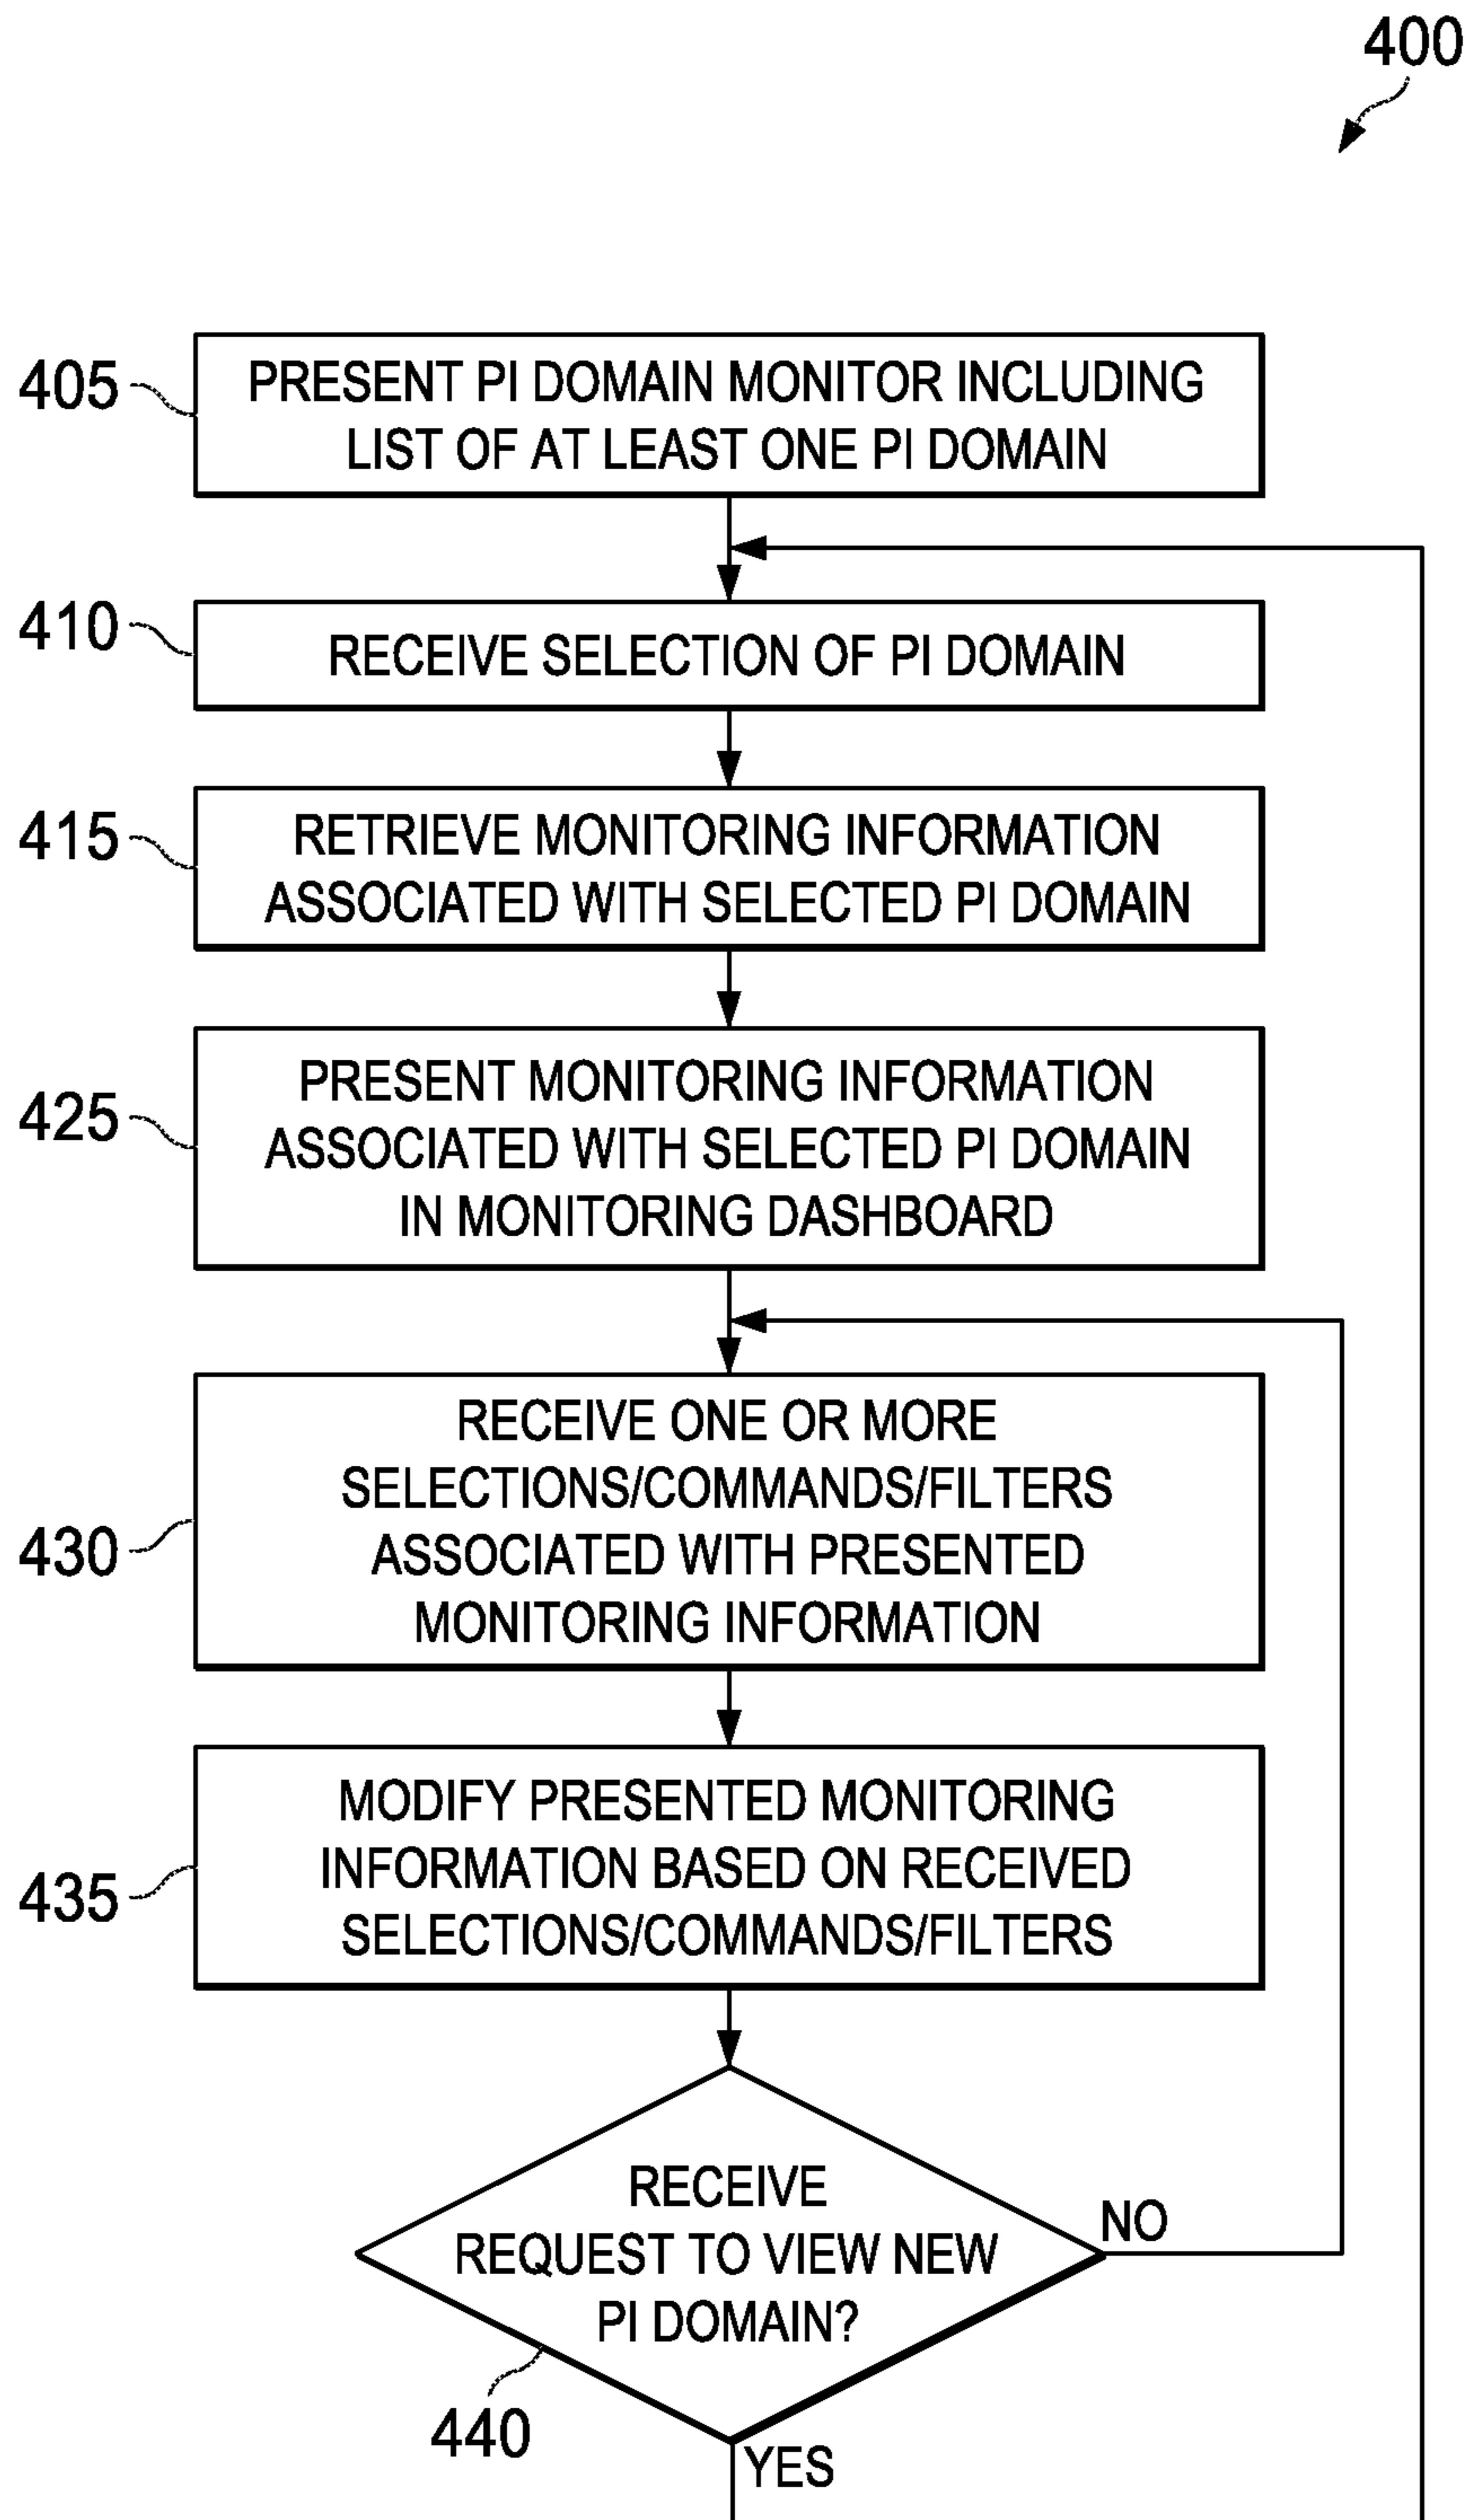 400
405
PRESENT PI DOMAIN MONITOR INCLUDING
LIST OF AT LEAST ONE PI DOMAIN
410
RECEIVE SELECTION OF PI DOMAIN
415
RETRIEVE MONITORING INFORMATION
ASSOCIATED WITH SELECTED PI DOMAIN
425
PRESENT MONITORING INFORMATION
ASSOCIATED WITH SELECTED PI DOMAIN
IN MONITORING DASHBOARD
430
RECEIVE ONE OR MORE
SELECTIONS/COMMANDS/FILTERS
ASSOCIATED WITH PRESENTED
MONITORING INFORMATION
435
MODIFY PRESENTED MONITORING
INFORMATION BASED ON RECEIVED
SELECTIONS/COMMANDS/FILTERS
RECEIVE
REQUEST TO VIEW NEW
PI DOMAIN?
NO
440
YES